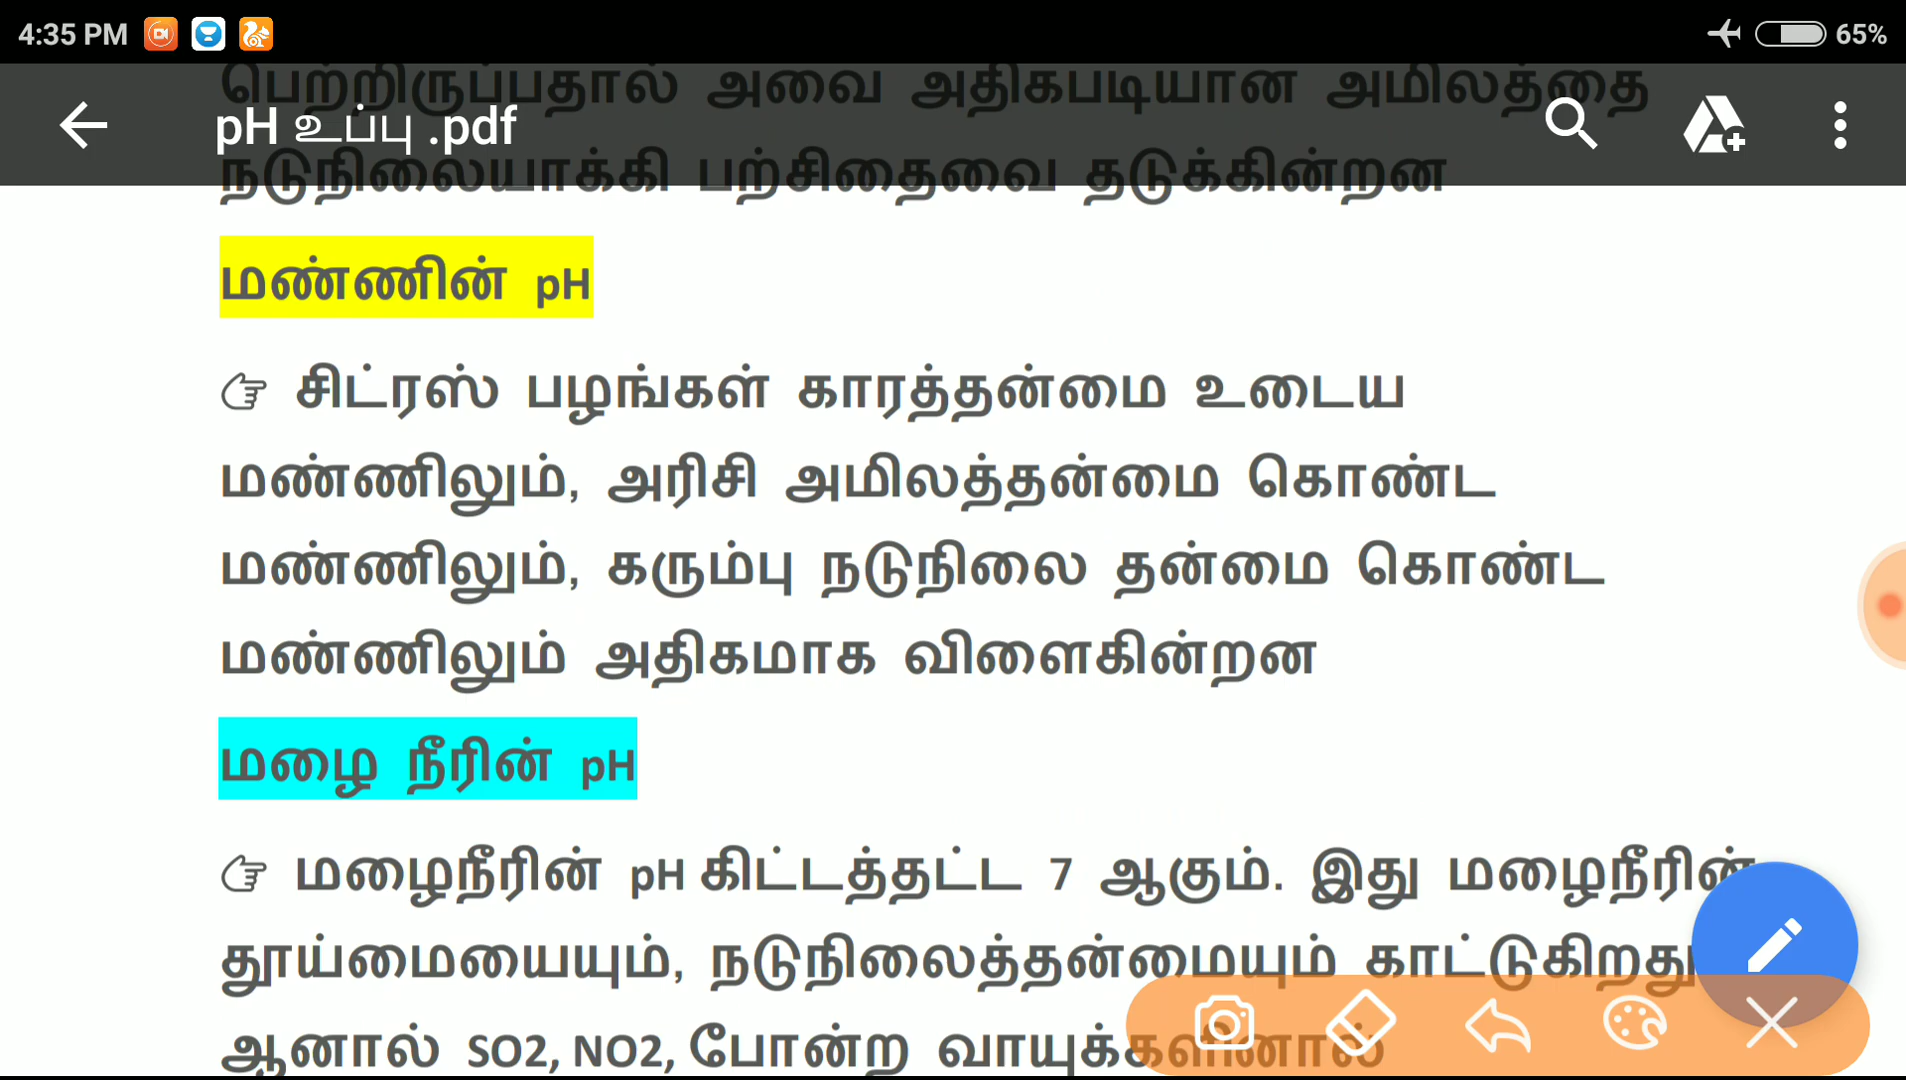 4:35 PM 65%
பெற்றிருப்பதால் அவை அதிகபடியான அமிலத்தை
pH உப்பு .pdf
நடுநிலையாக்கி பற்சிதைவை தடுக்கின்றன
மண்ணின் pH
சிட்ரஸ் பழங்கள் காரத்தன்மை உடைய
மண்ணிலும், அரிசி அமிலத்தன்மை கொண்ட
மண்ணிலும், கரும்பு நடுநிலை தன்மை கொண்ட
மண்ணிலும் அதிகமாக விளைகின்றன
மழை நீரின் pH
மழைநீரின் pH கிட்டத்தட்ட 7 ஆகும். இது மழைநீரின்
தூய்மையையும், நடுநிலைத்தன்மையும் காட்டுகிறது
ஆனால் SO2, NO2, போன்ற வாயுக்களினால்